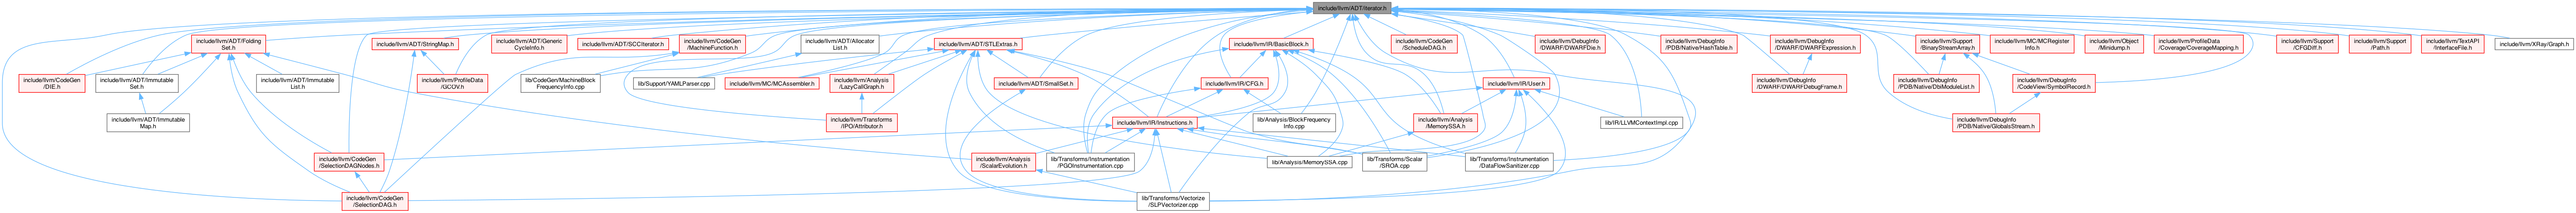 include/llvm/ADT/iterator.h
include/llvm/ADT/Folding
Set.h
include/llvm/ADT/StringMap.h
include/llvm/ADT/Generic
CycleInfo.h
include/llvm/ADT/SCCIterator.h
include/llvm/CodeGen
/MachineFunction.h
include/llvm/ADT/Allocator
List.h
include/llvm/ADT/STLExtras.h
include/llvm/IR/BasicBlock.h
include/llvm/CodeGen
/ScheduleDAG.h
include/llvm/DebugInfo
/DWARF/DWARFDie.h
include/llvm/DebugInfo
/PDB/Native/HashTable.h
include/llvm/DebugInfo
/DWARF/DWARFExpression.h
include/llvm/Support
/BinaryStreamArray.h
include/llvm/MC/MCRegister
Info.h
include/llvm/Object
/Minidump.h
include/llvm/ProfileData
/Coverage/CoverageMapping.h
include/llvm/Support
/CFGDiff.h
include/llvm/Support
/Path.h
include/llvm/TextAPI
/InterfaceFile.h
include/llvm/XRay/Graph.h
include/llvm/CodeGen
/DIE.h
include/llvm/ADT/Immutable
Set.h
include/llvm/ADT/Immutable
List.h
include/llvm/ProfileData
/GCOV.h
lib/CodeGen/MachineBlock
FrequencyInfo.cpp
lib/Support/YAMLParser.cpp
include/llvm/MC/MCAssembler.h
include/llvm/Analysis
/LazyCallGraph.h
include/llvm/ADT/SmallSet.h
include/llvm/IR/CFG.h
include/llvm/IR/User.h
include/llvm/DebugInfo
/DWARF/DWARFDebugFrame.h
include/llvm/DebugInfo
/PDB/Native/DbiModuleList.h
include/llvm/DebugInfo
/CodeView/SymbolRecord.h
include/llvm/ADT/Immutable
Map.h
include/llvm/Transforms
/IPO/Attributor.h
include/llvm/IR/Instructions.h
lib/Analysis/BlockFrequency
Info.cpp
include/llvm/Analysis
/MemorySSA.h
lib/IR/LLVMContextImpl.cpp
include/llvm/DebugInfo
/PDB/Native/GlobalsStream.h
include/llvm/CodeGen
/SelectionDAGNodes.h
include/llvm/Analysis
/ScalarEvolution.h
lib/Transforms/Instrumentation
/PGOInstrumentation.cpp
lib/Analysis/MemorySSA.cpp
lib/Transforms/Scalar
/SROA.cpp
lib/Transforms/Instrumentation
/DataFlowSanitizer.cpp
include/llvm/CodeGen
/SelectionDAG.h
lib/Transforms/Vectorize
/SLPVectorizer.cpp